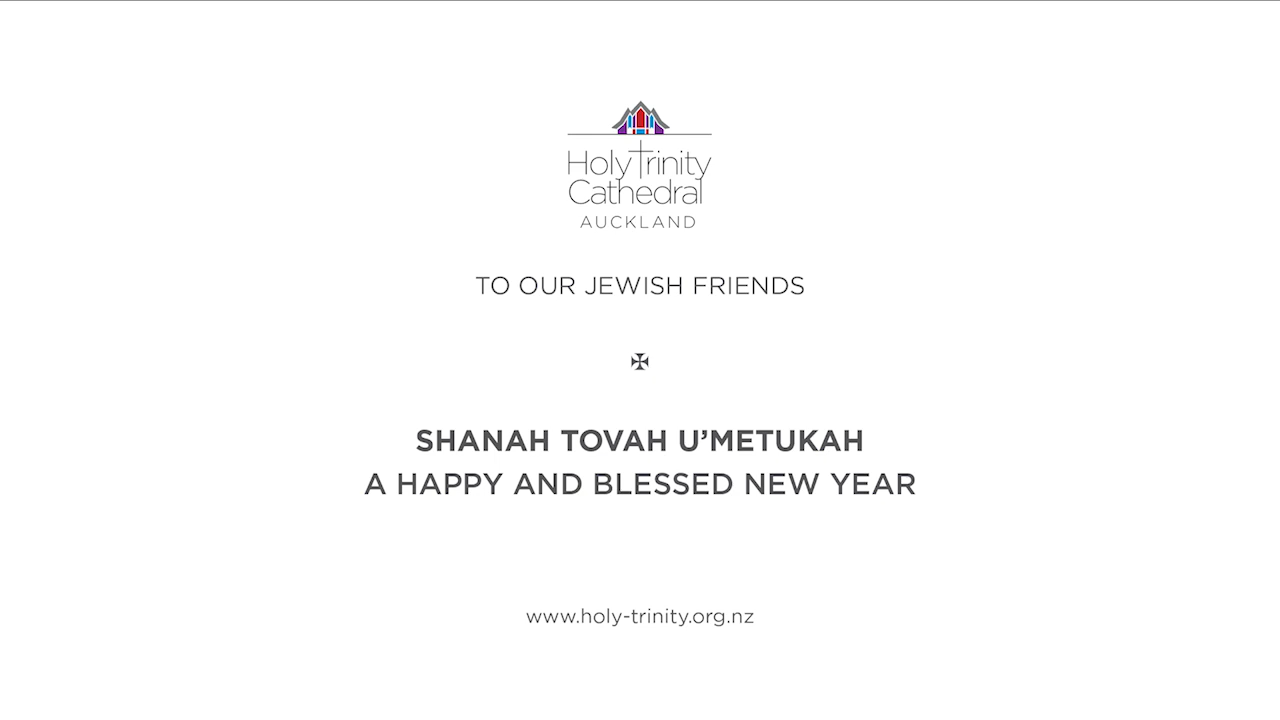 Holy Trinity
Cathedral
AUCKLAND
TO OUR JEWISH FRIENDS
✠
SHANAH TOVAH U’METUKAH
A HAPPY AND BLESSED NEW YEAR
www.holy-trinity.org.nz